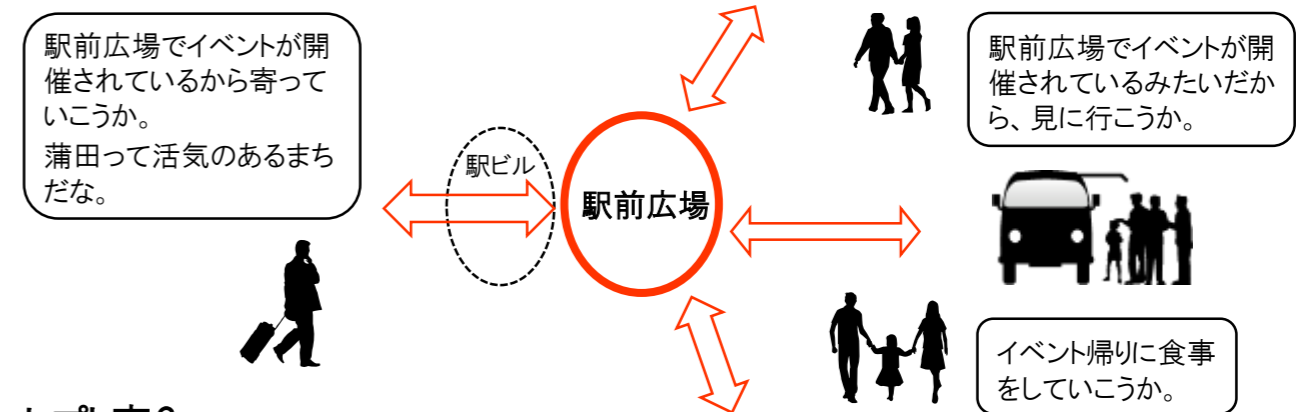 駅前広場でイベントが開
催されているから寄って
いこうか。
蒲田って活気のあるまち
だな。
駅ビル
駅前広場
駅前広場でイベントが開
催されているみたいだか
ら、見に行こうか。
イベント帰りに食事
をしていこうか。